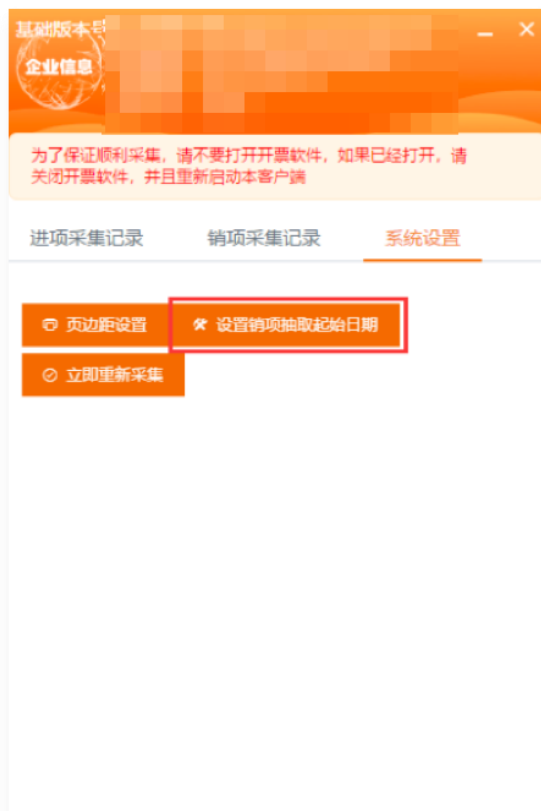 基础版本号
企业信息
为了保证顺利采集，请不要打开开票软件，如果已经打开，请
关闭开票软件，并且重新启动本客户端
进项采集记录 销项采集记录 系统设置
页边距设置 设置销项抽取起始日期
立即重新采集